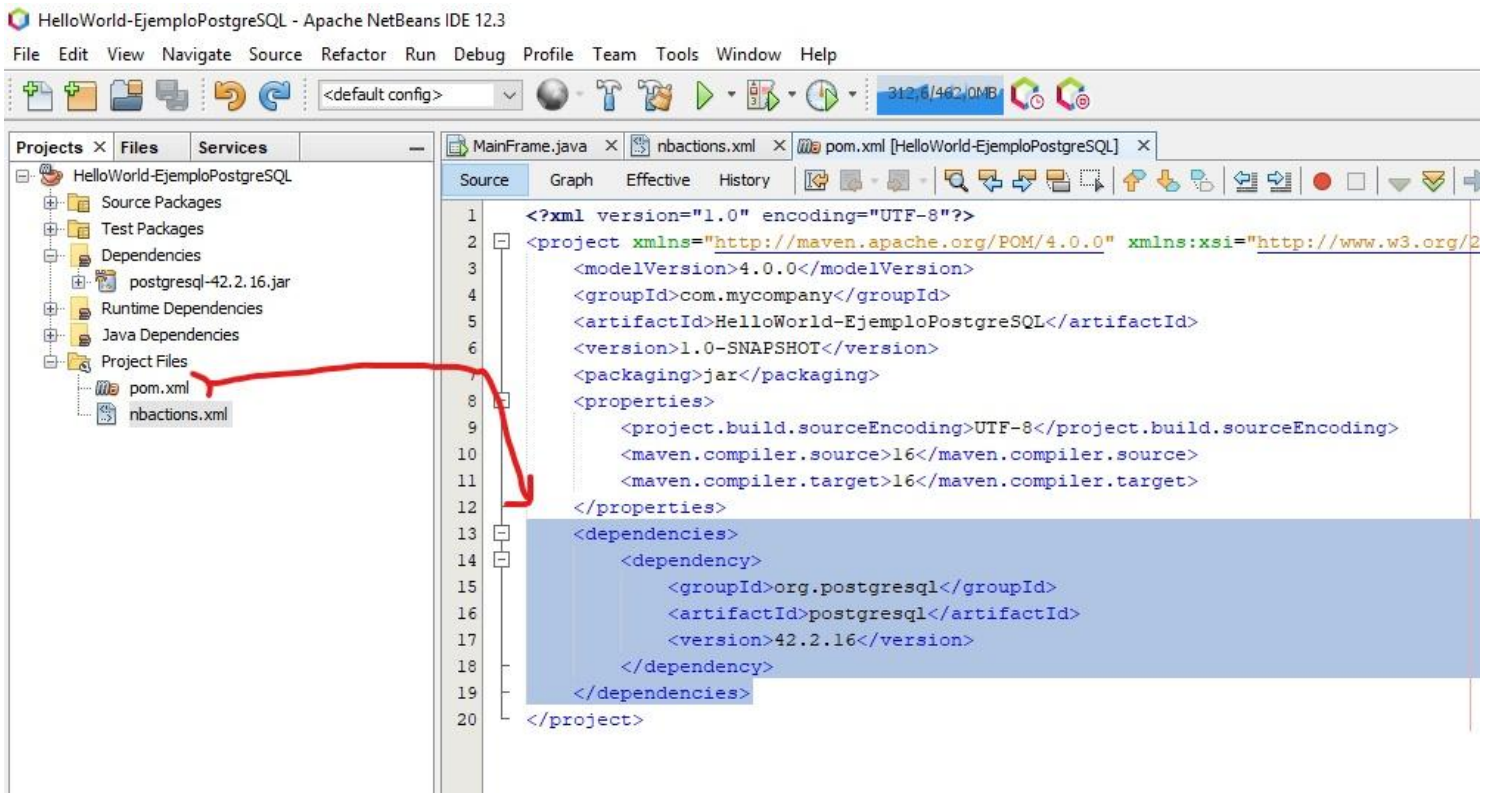 HelloWorld-EjemploPostgreSQL - Apache NetBeans IDE 12.3
File Edit View Navigate Source Refactor Run Debug Profile Team Tools Window Help
<default config>
312,6/462,0MB
Projects Files Services
HelloWorld-EjemploPostgreSQL
Source Packages
Test Packages
Dependencies
postgresql-42.2.16.jar
Runtime Dependencies
Java Dependencies
Project Files
pom.xml
nbactions.xml
MainFrame.java nbactions.xml pom.xml [HelloWorld-EjemploPostgreSQL]
Source Graph Effective History
1 <?xml version="1.0" encoding="UTF-8"?>
2 <project xmlns="http://maven.apache.org/POM/4.0.0" xmlns:xsi="http://www.w3.org/2
3 <modelVersion>4.0.0</modelVersion>
4 <groupId>com.mycompany</groupId>
5 <artifactId>HelloWorld-EjemploPostgreSQL</artifactId>
6 <version>1.0-SNAPSHOT</version>
7 <packaging>jar</packaging>
8 <properties>
9 <project.build.sourceEncoding>UTF-8</project.build.sourceEncoding>
10 <maven.compiler.source>16</maven.compiler.source>
11 <maven.compiler.target>16</maven.compiler.target>
12 </properties>
13 <dependencies>
14 <dependency>
15 <groupId>org.postgresql</groupId>
16 <artifactId>postgresql</artifactId>
17 <version>42.2.16</version>
18 </dependency>
19 </dependencies>
20 </project>